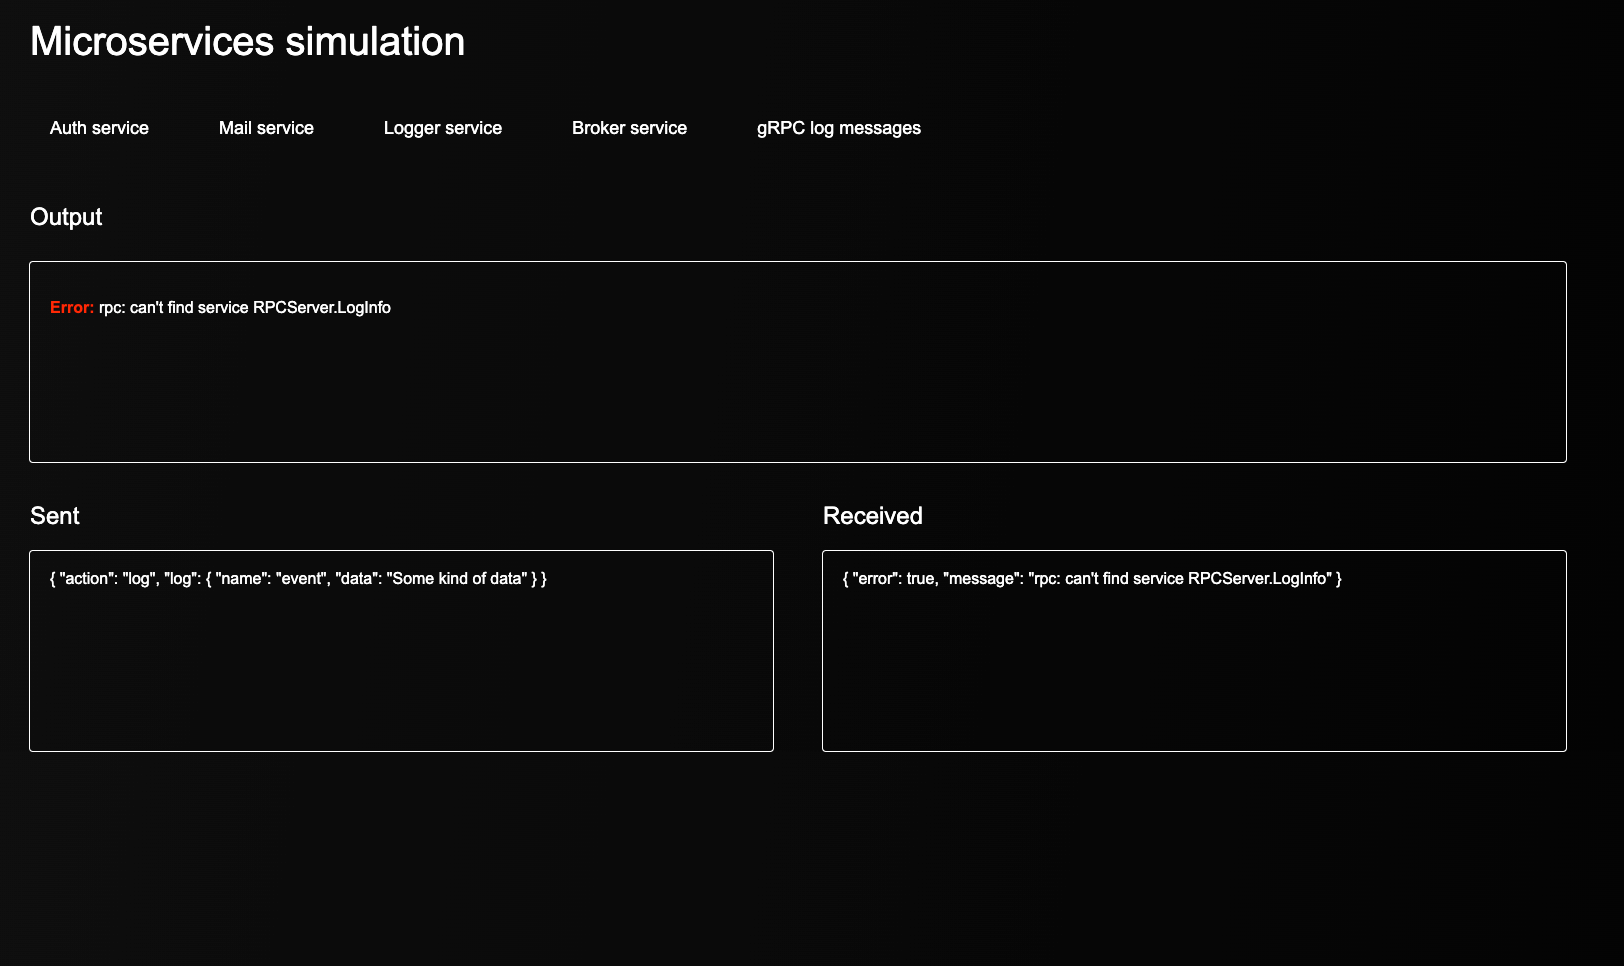 Microservices simulation
Auth service Mail service Logger service Broker service gRPC log messages
Output
Error: rpc: can't find service RPCServer.LogInfo
Sent
{ "action": "log", "log": { "name": "event", "data": "Some kind of data" } }
Received
{ "error": true, "message": "rpc: can't find service RPCServer.LogInfo" }